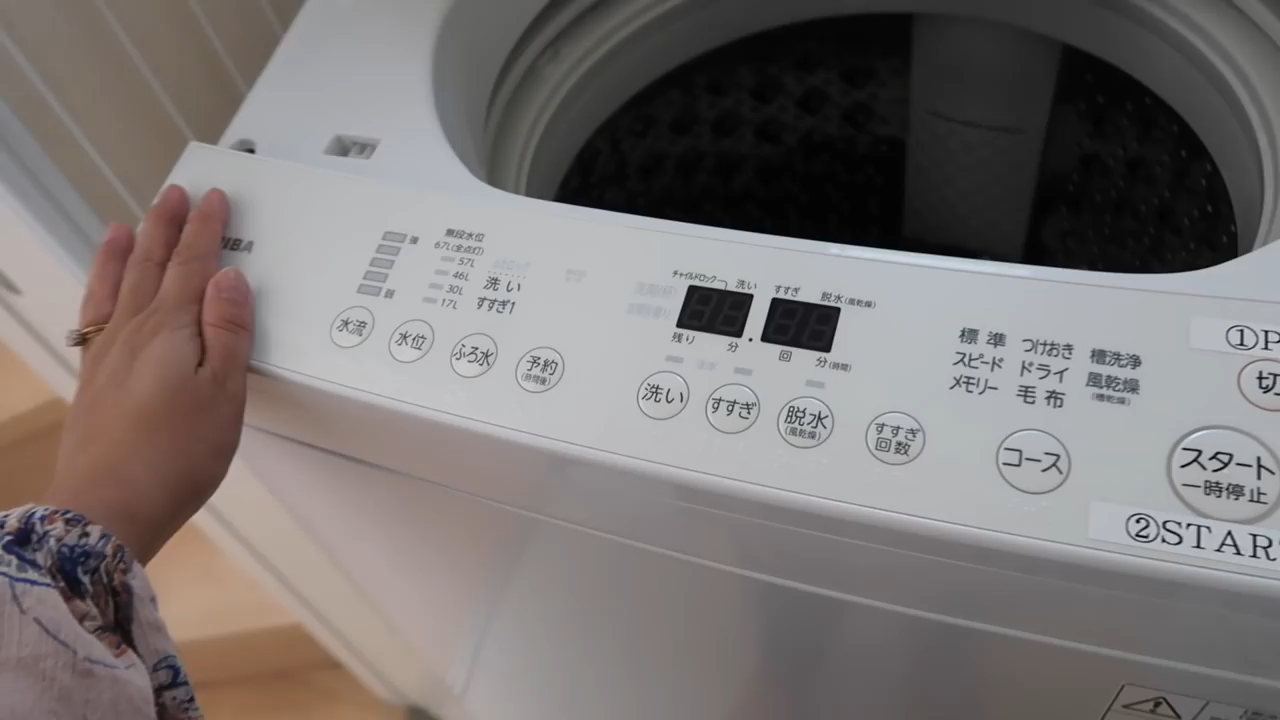 IBA
強
弱
無段水位
67L(全点灯)
57L
46L
30L
17L
洗い
すすぎ1
水流
水位
ふろ水
予約
(時間後)
チャイルドロック
洗い
すすぎ
脱水(風乾燥)
88
88
残り
分
回
分(時間)
洗い
すすぎ
脱水
(風乾燥)
すすぎ
回数
標準 つけおき 槽洗浄
スピード ドライ 風乾燥
(槽乾燥)
メモリー 毛布
コース
①P
切
スタート
一時停止
②START